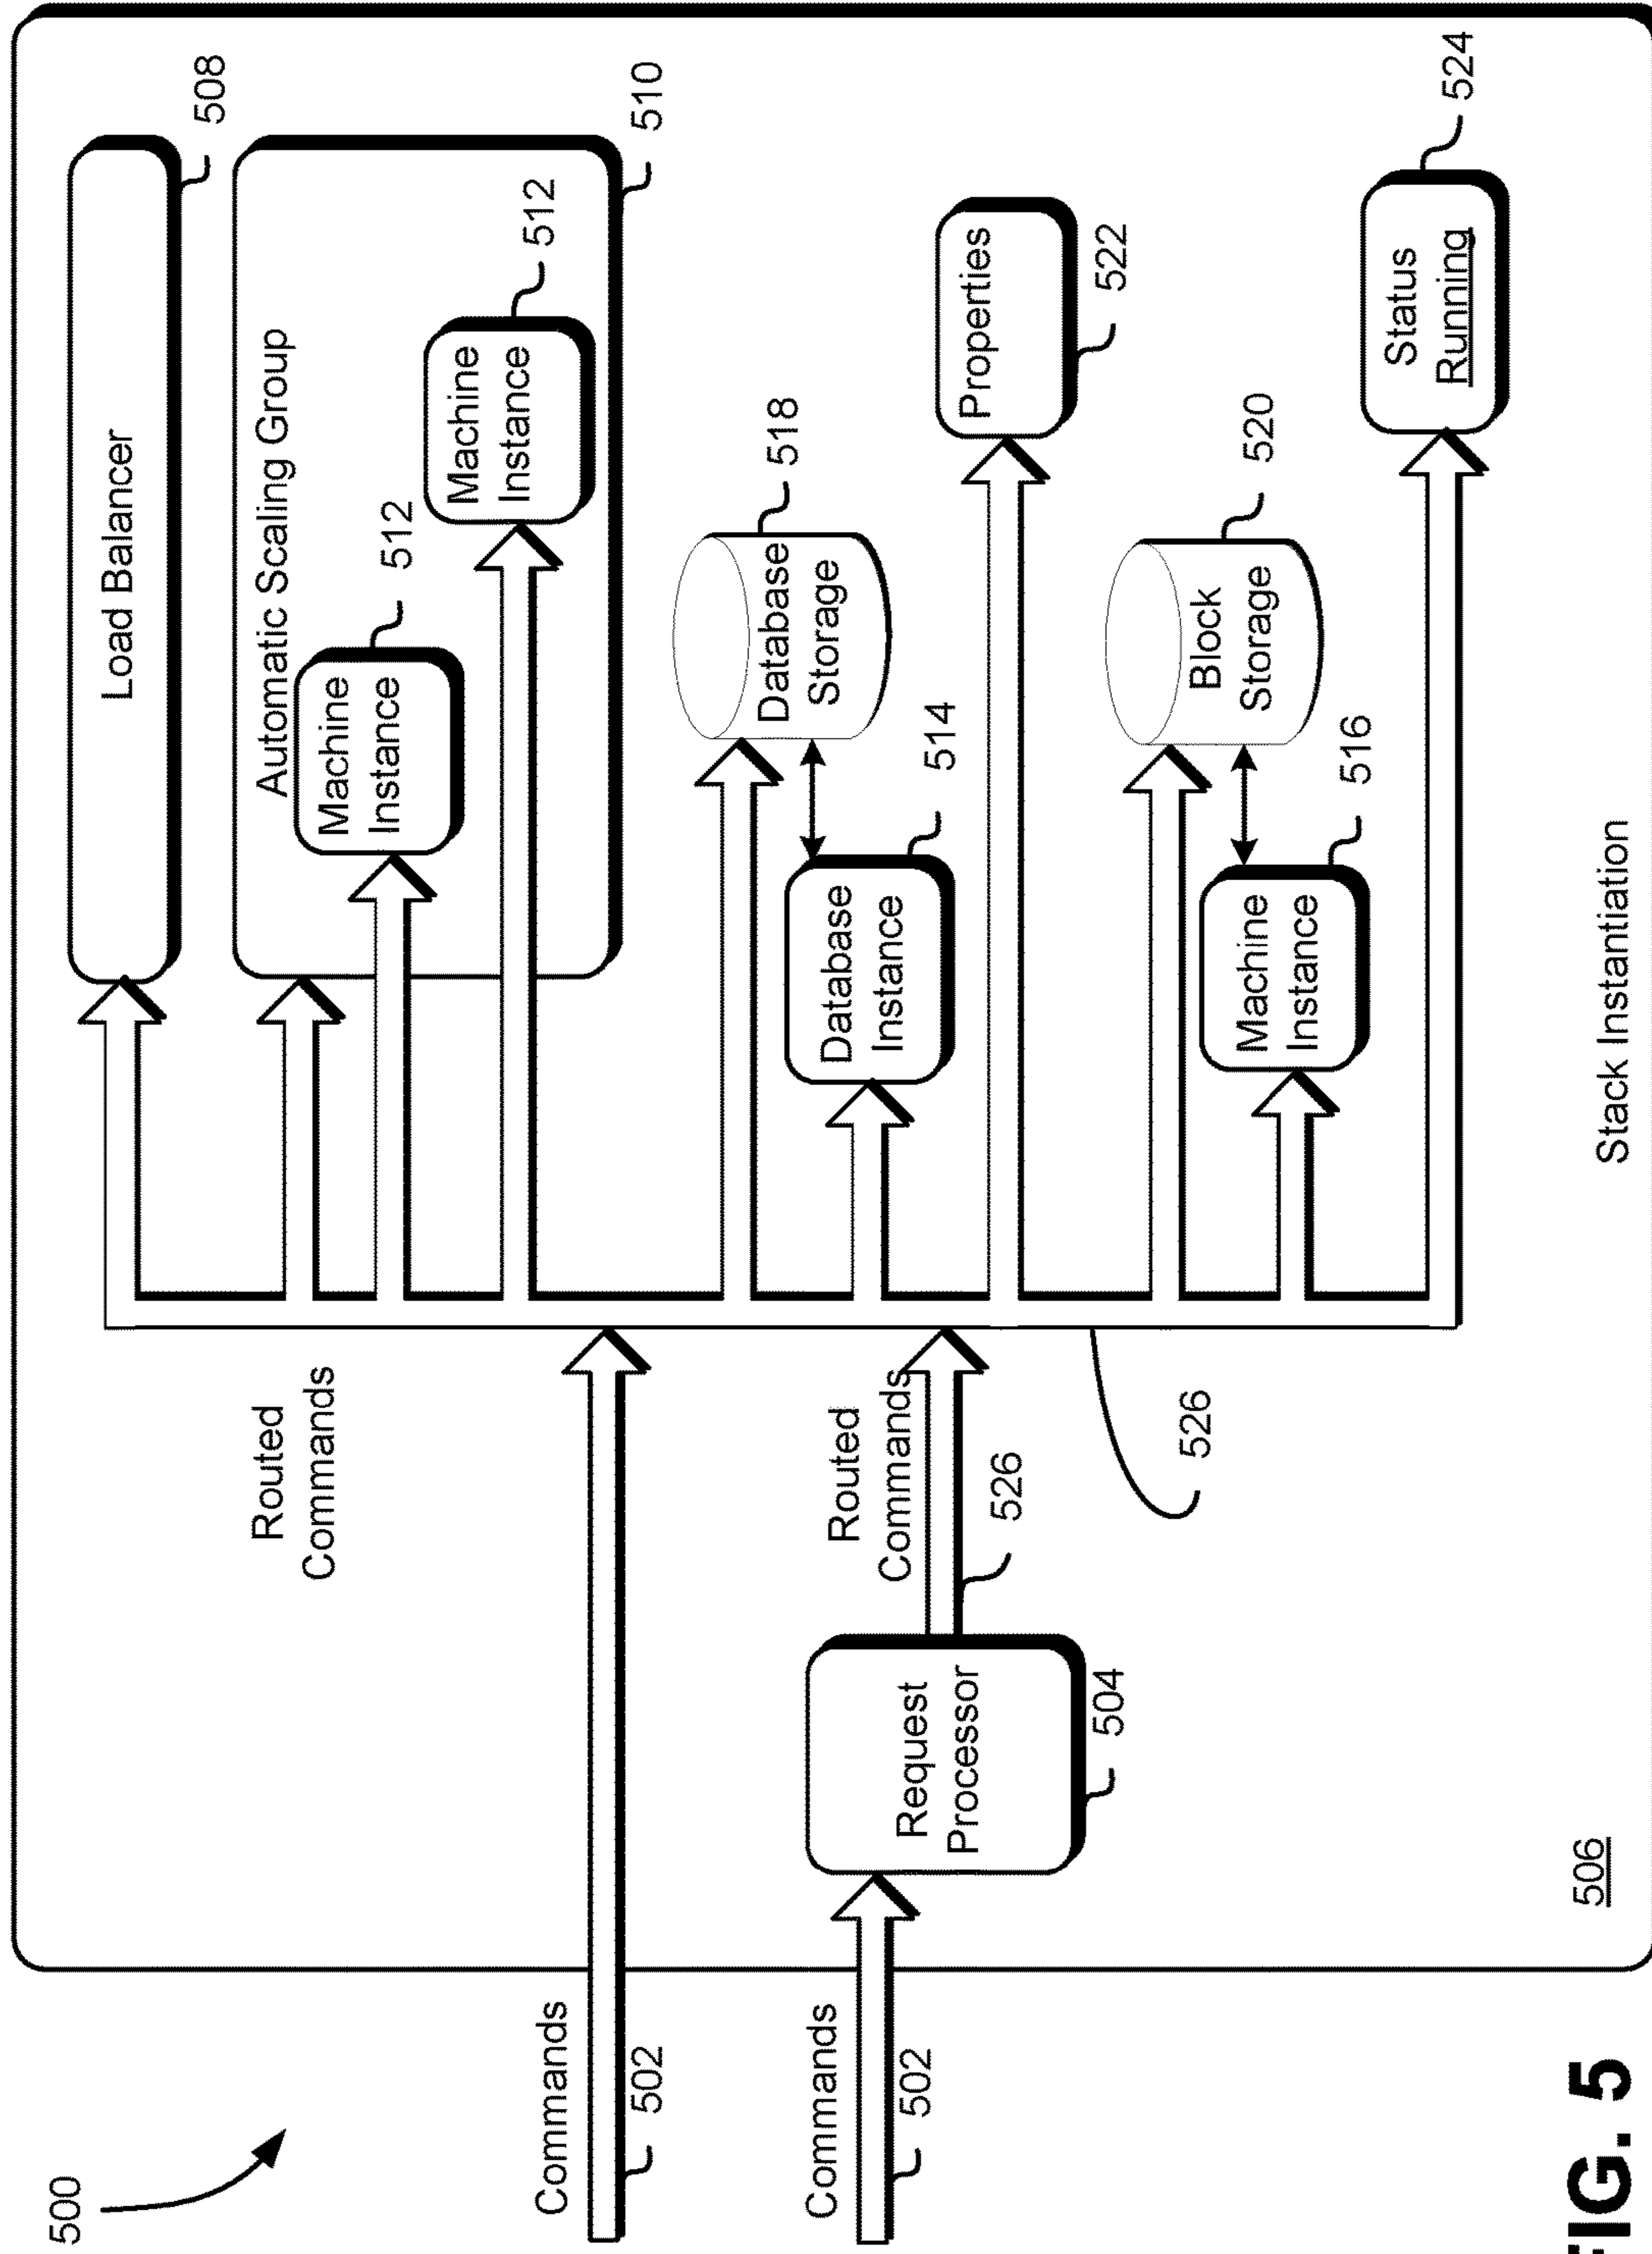 500
Load Balancer
508
Automatic Scaling Group
510
Machine
Instance
512
Machine
Instance
512
Routed
Commands
Commands
502
Database
Storage
518
Database
Instance
514
Properties
522
Commands
502
Request
Processor
504
Routed
Commands
526
526
Block
Storage
520
Machine
Instance
516
Status
Running
524
506
Stack Instantiation
FIG. 5